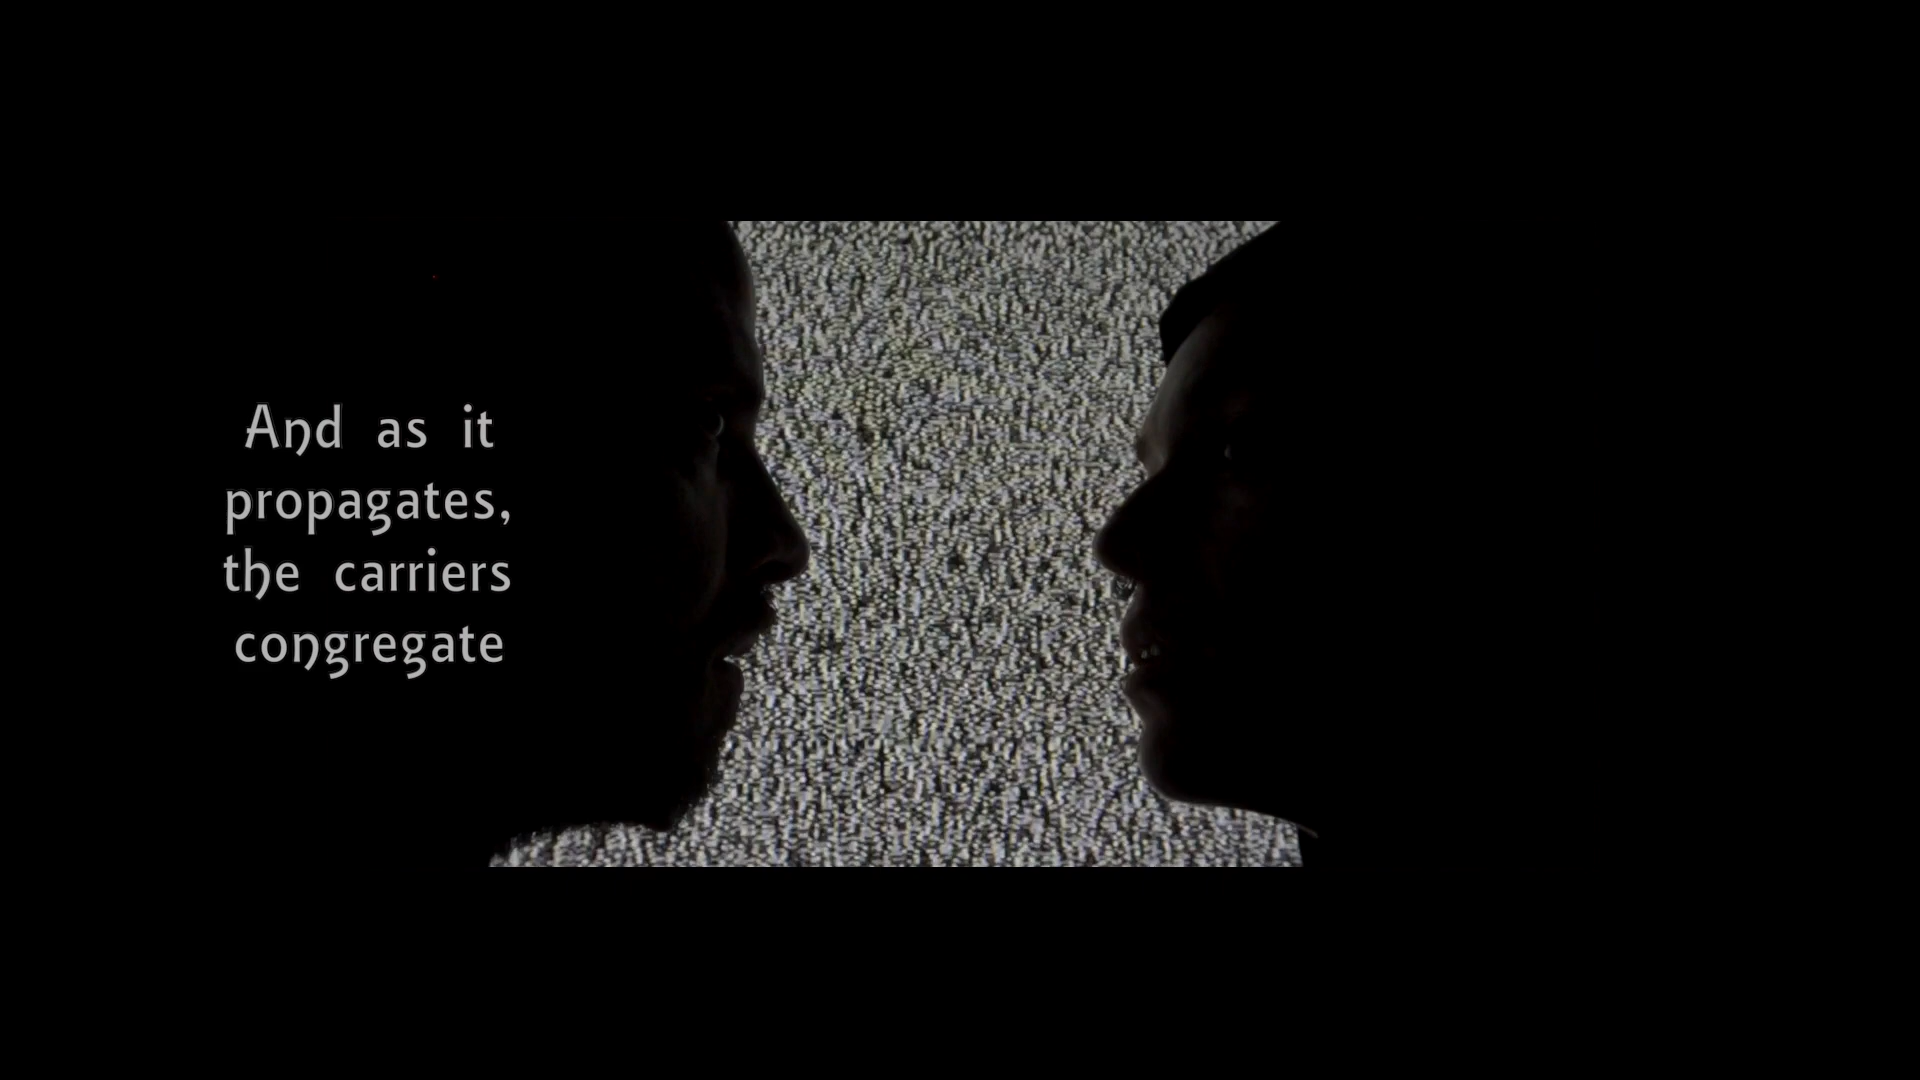 And as it
propagates,
the carriers
congregate